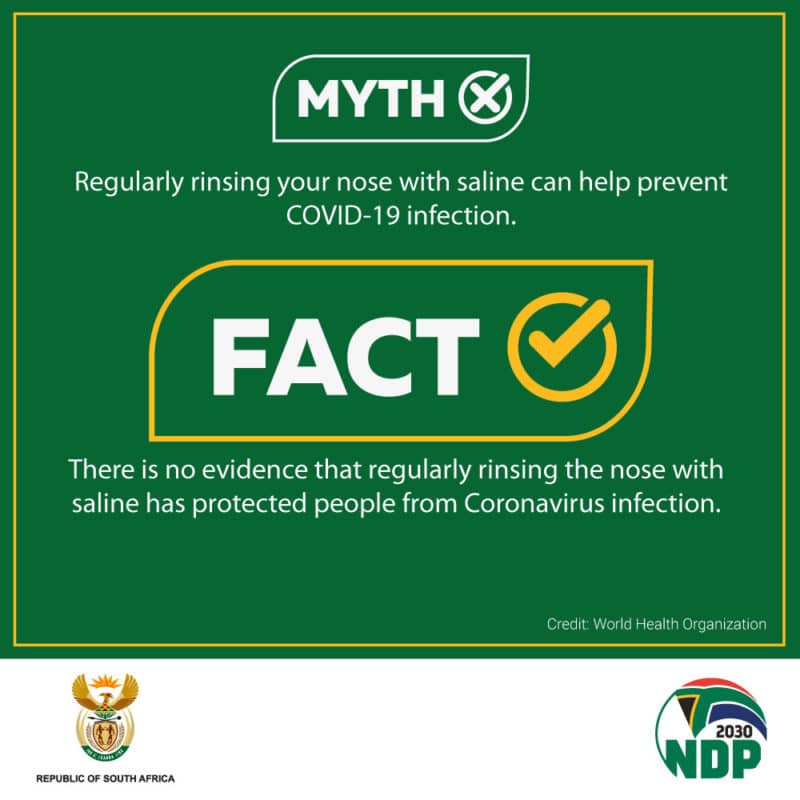 MYTH
Regularly rinsing your nose with saline can help prevent
COVID-19 infection.
FACT
There is no evidence that regularly rinsing the nose with
saline has protected people from Coronavirus infection.
Credit: World Health Organization
REPUBLIC OF SOUTH AFRICA
2030
NDP